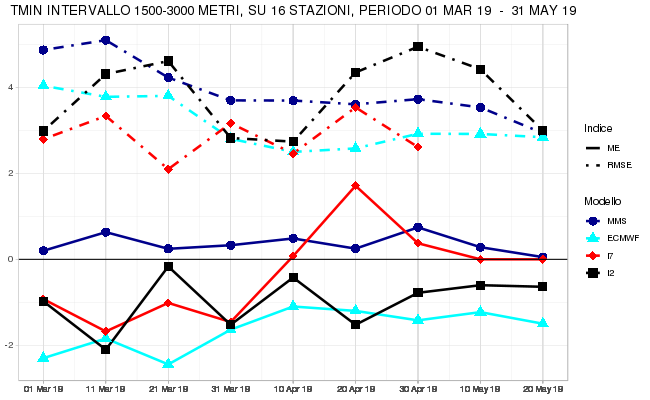 TMIN INTERVALLO 1500-3000 METRI, SU 16 STAZIONI, PERIODO 01 MAR 19 - 31 MAY 19
4
2
0
-2
01 Mar 19 11 Mar 19 21 Mar 19 31 Mar 19 10 Apr 19 20 Apr 19 30 Apr 19 10 May 19 20 May 19
Indice
ME
RMSE
Modello
MMS
ECMWF
I7
I2